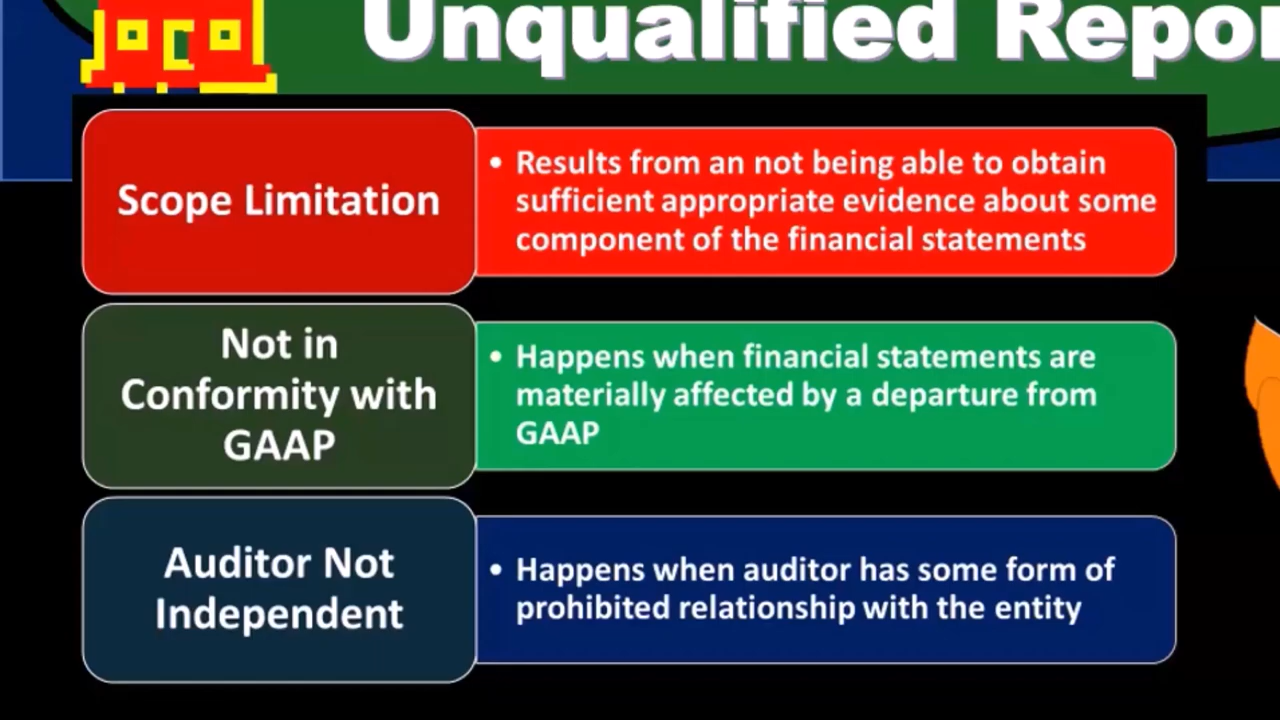 Unqualified Repor
Scope Limitation
• Results from an not being able to obtain
sufficient appropriate evidence about some
component of the financial statements
Not in
Conformity with
GAAP
• Happens when financial statements are
materially affected by a departure from
GAAP
Auditor Not
Independent
• Happens when auditor has some form of
prohibited relationship with the entity